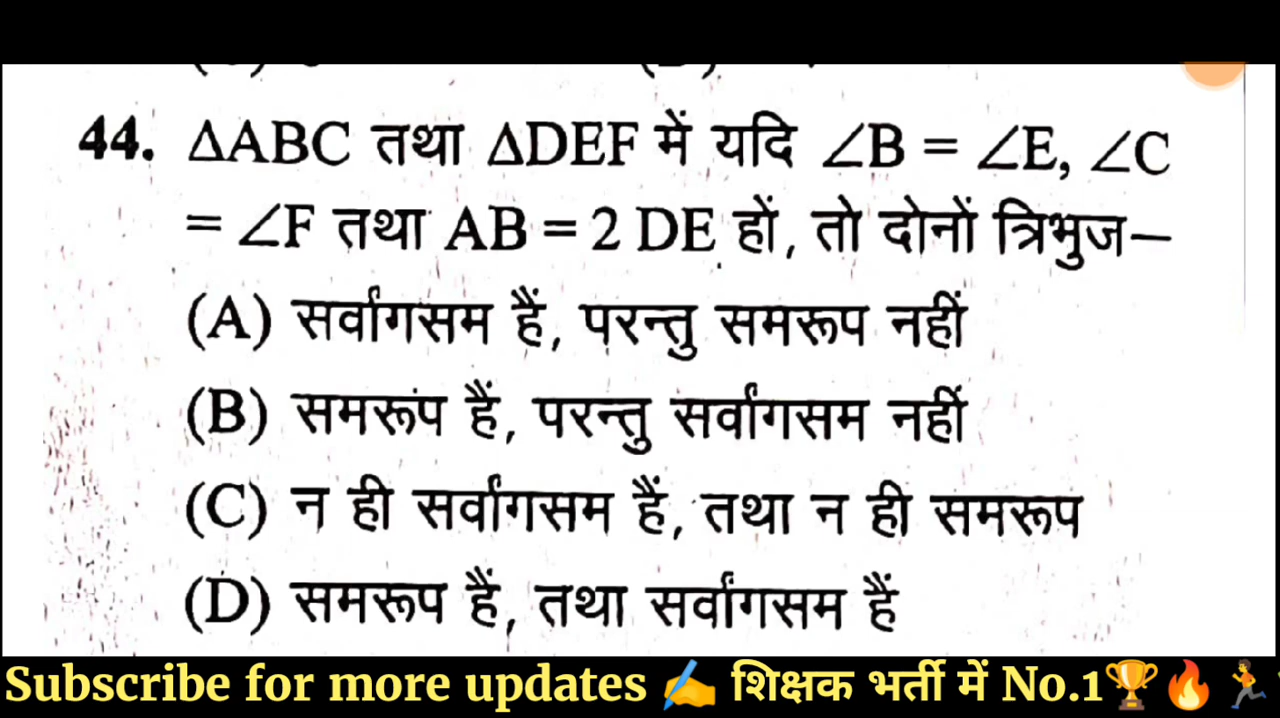 44. ΔABC तथा ΔDEF में यदि ∠B = ∠E, ∠C
= ∠F तथा AB = 2 DE हों, तो दोनों त्रिभुज—
(A) सर्वांगसम हैं, परन्तु समरूप नहीं
(B) समरूप हैं, परन्तु सर्वांगसम नहीं
(C) न ही सर्वांगसम हैं, तथा न ही समरूप
(D) समरूप हैं, तथा सर्वांगसम हैं
Subscribe for more updates ✍️ शिक्षक भर्ती में No.1🏆🔥🏃